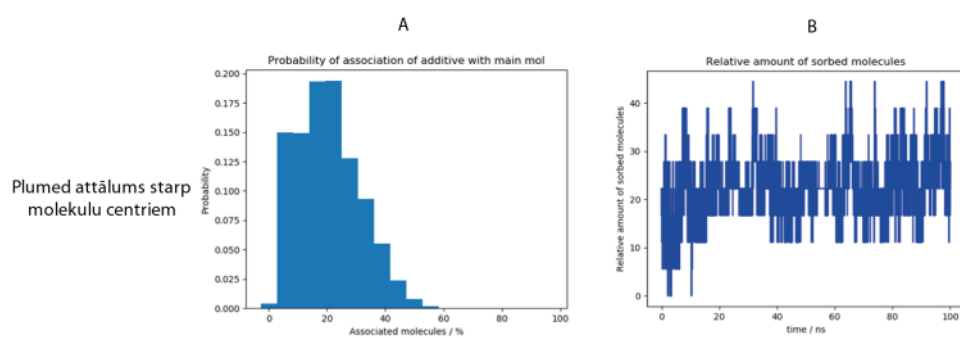 A
B
Probability of association of additive with main mol
Relative amount of sorbed molecules
Plumed attālums starp
molekulu centriem
Probability
0.200
0.175
0.150
0.125
0.100
0.075
0.050
0.025
0.000
0
20
40
60
80
100
Associated molecules / %
Relative amount of sorbed molecules
40
30
20
10
0
0
20
40
60
80
100
time / ns